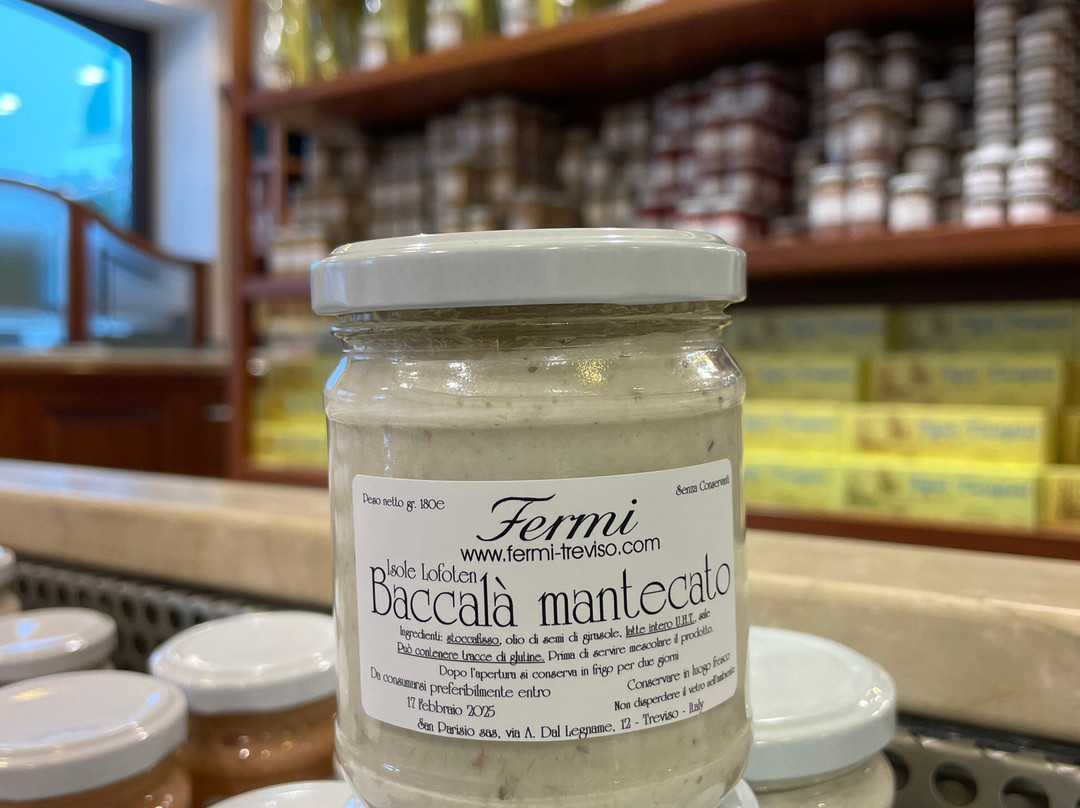 Peso netto gr. 180e
Senza Conservanti
Fermi
www.fermi-treviso.com
Isole Lofoten
Baccalà mantecato
Ingredienti: stoccafisso, olio di semi di girasole, latte intero U.H.T., sale
Può contenere tracce di glutine. Prima di servire mescolare il prodotto.
Dopo l'apertura si conserva in frigo per due giorni
Da consumarsi preferibilmente entro
17 Febbraio 2025
Conservare in luogo fresco
Non disperdere il vetro nell'ambiente
San Parisio sas, via A. Dal Legname, 12 - Treviso - Italy